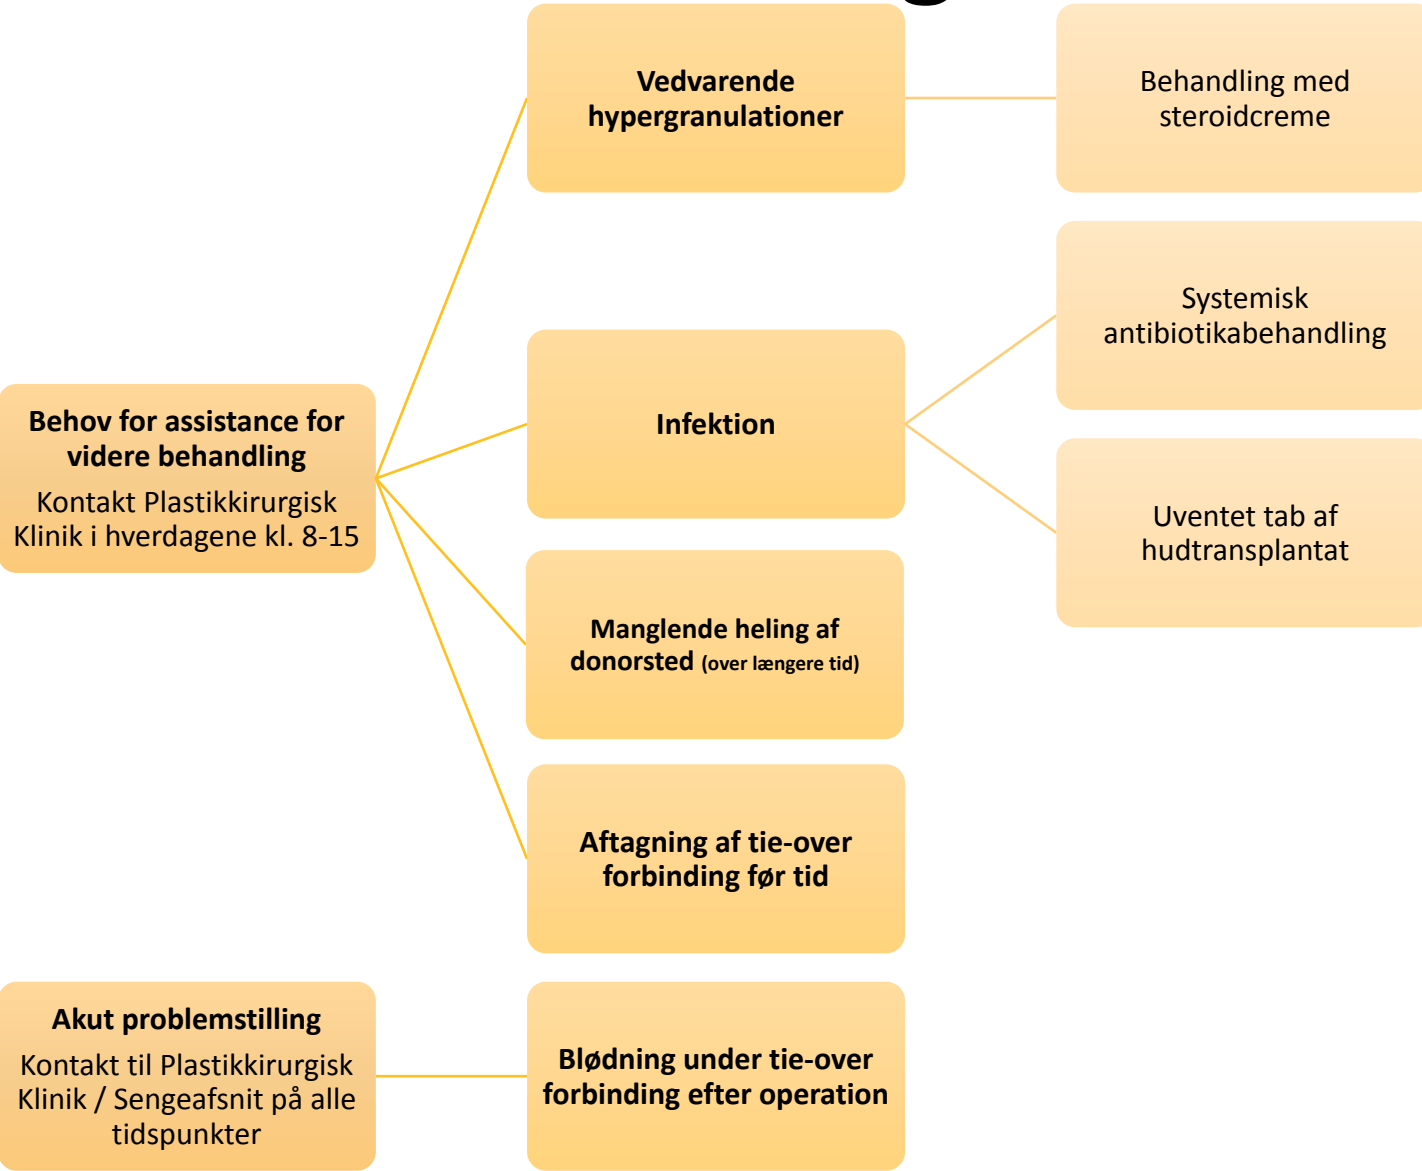 Vedvarende
hypergranulationer
Behandling med
steroidcreme
Systemisk
antibiotikabehandling
Behov for assistance for
videre behandling
Kontakt Plastikkirurgisk
Klinik i hverdagene kl. 8-15
Infektion
Uventet tab af
hudtransplantat
Manglende heling af
donorsted (over længere tid)
Aftagning af tie-over
forbinding før tid
Akut problemstilling
Kontakt til Plastikkirurgisk
Klinik / Sengeafsnit på alle
tidspunkter
Blødning under tie-over
forbinding efter operation